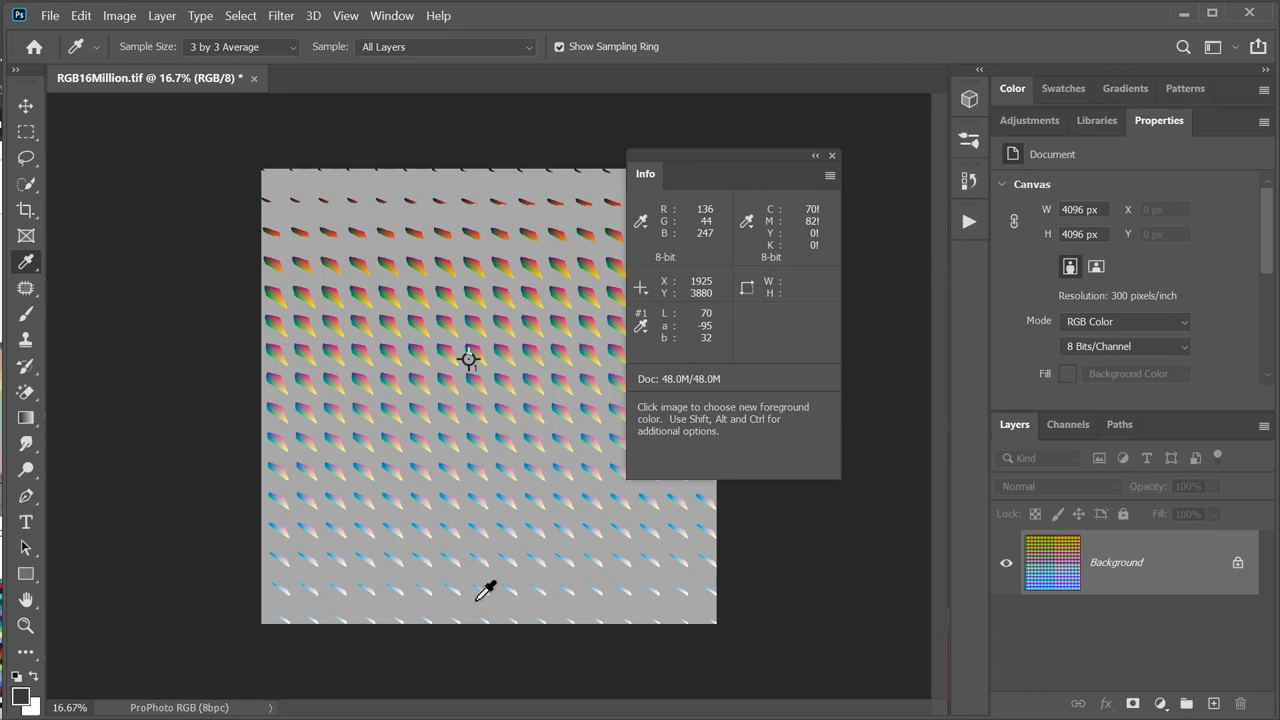 Ps File Edit Image Layer Type Select Filter 3D View Window Help
Sample Size: 3 by 3 Average Sample: All Layers Show Sampling Ring
RGB16Million.tif @ 16.7% (RGB/8) *
Color Swatches Gradients Patterns
Adjustments Libraries Properties
Document
Canvas
W 4096 px X 0 px
H 4096 px Y 0 px
Resolution: 300 pixels/inch
Mode RGB Color
8 Bits/Channel
Fill Background Color
Info
R : 136 C : 70!
G : 44 M : 82!
B : 247 Y : 0!
K : 0!
8-bit 8-bit
X : 1925 W :
Y : 3880 H :
#1 L : 70
a : -95
b : 32
Doc: 48.0M/48.0M
Click image to choose new foreground
color. Use Shift, Alt and Ctrl for
additional options.
1
Layers Channels Paths
Kind
Normal Opacity: 100%
Lock: Fill: 100%
Background
fx
16.67% ProPhoto RGB (8bpc)